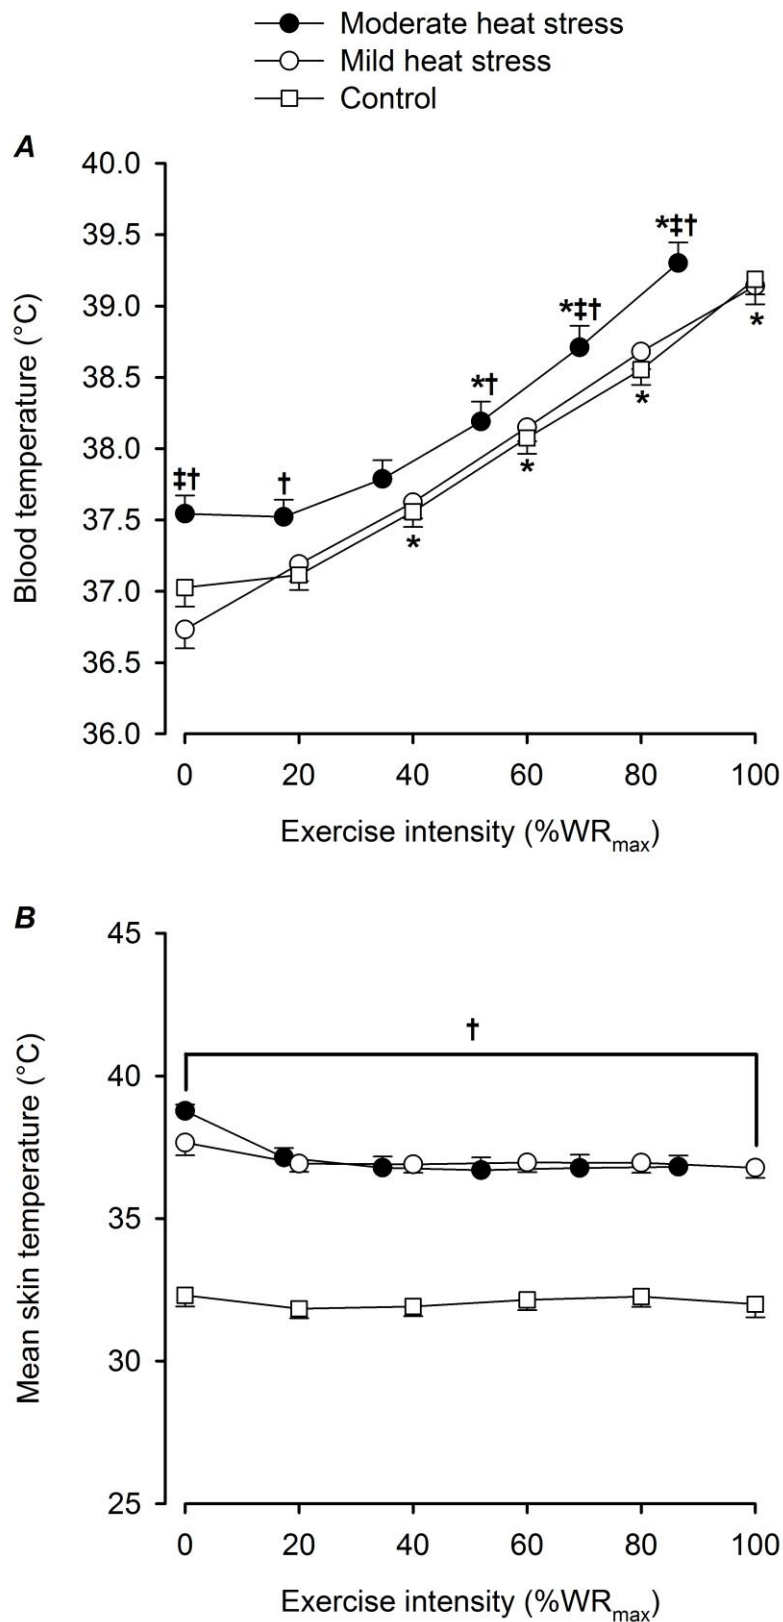 Moderate heat stress
Mild heat stress
Control
A
40.0
39.5
39.0
38.5
38.0
37.5
37.0
36.5
36.0
Blood temperature (°C)
‡†
†
*†
*‡†
*‡†
*
*
*
*
0 20 40 60 80 100
Exercise intensity (%WRmax)
B
45
40
35
30
25
Mean skin temperature (°C)
†
0 20 40 60 80 100
Exercise intensity (%WRmax)